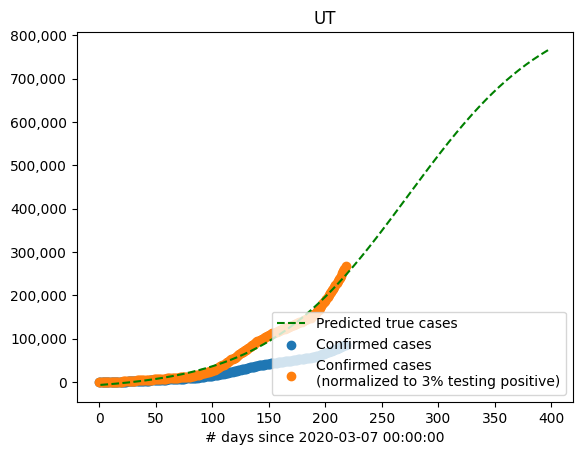 UT
800,000
700,000
600,000
500,000
400,000
300,000
200,000
100,000
0
Predicted true cases
Confirmed cases
Confirmed cases
(normalized to 3% testing positive)
0 50 100 150 200 250 300 350 400
# days since 2020-03-07 00:00:00